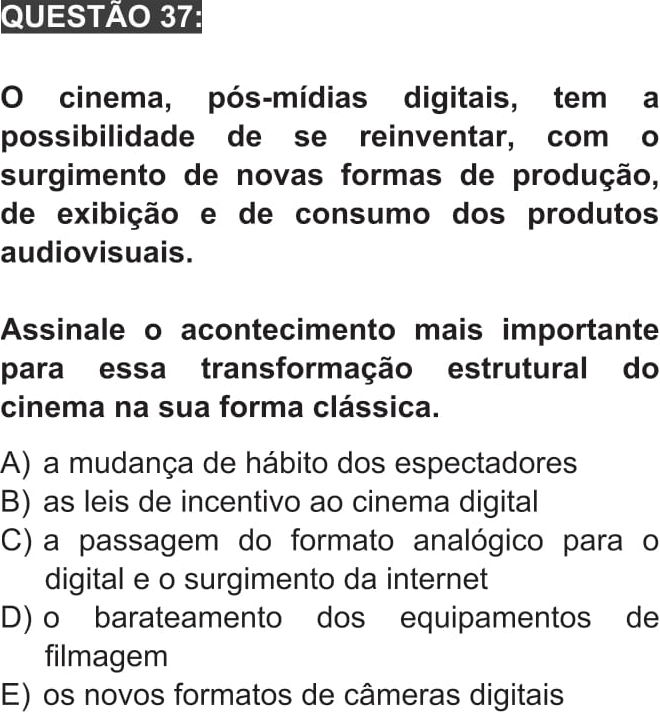 QUESTÃO 37:
O cinema, pós-mídias digitais, tem a
possibilidade de se reinventar, com o
surgimento de novas formas de produção,
de exibição e de consumo dos produtos
audiovisuais.
Assinale o acontecimento mais importante
para essa transformação estrutural do
cinema na sua forma clássica.
A) a mudança de hábito dos espectadores
B) as leis de incentivo ao cinema digital
C) a passagem do formato analógico para o
digital e o surgimento da internet
D) o barateamento dos equipamentos de
filmagem
E) os novos formatos de câmeras digitais